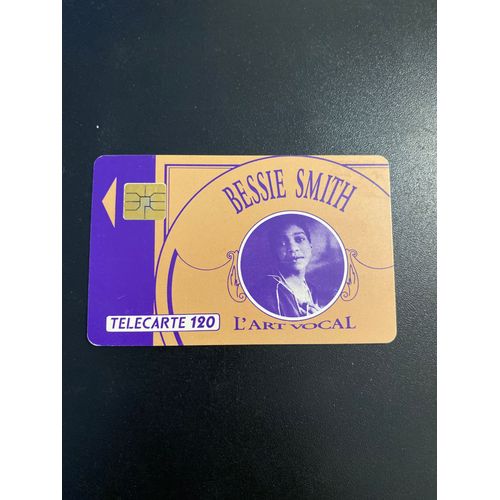 BESSIE SMITH
L'ART VOCAL
TELECARTE 120